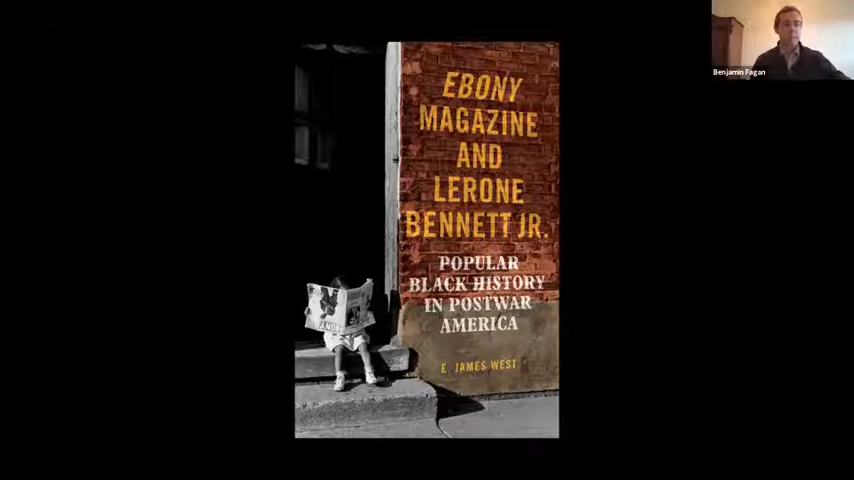 EBONY
MAGAZINE
AND
LERONE
BENNETT JR.
POPULAR
BLACK HISTORY
IN POSTWAR
AMERICA
E. JAMES WEST
Benjamin Fagan